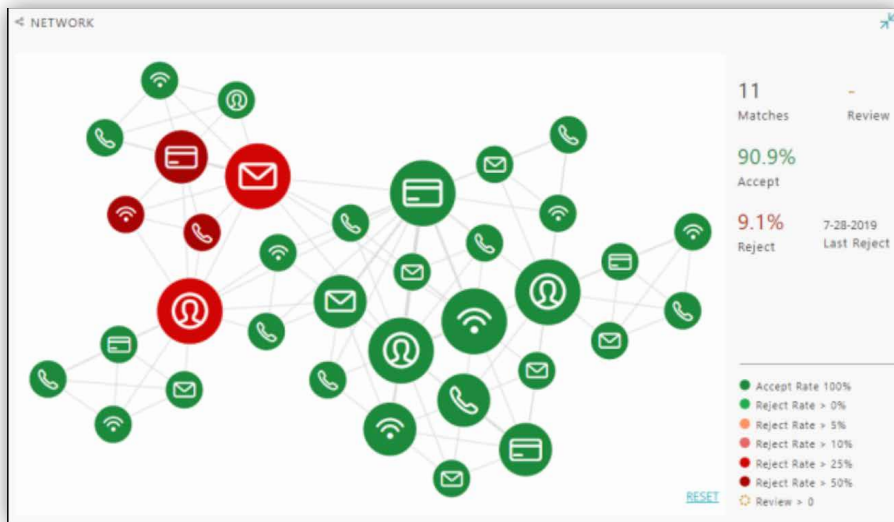 NETWORK
11
Matches
-
Review
90.9%
Accept
9.1%
Reject
7-28-2019
Last Reject
Accept Rate 100%
Reject Rate > 0%
Reject Rate > 5%
Reject Rate > 10%
Reject Rate > 25%
Reject Rate > 50%
Review > 0
RESET